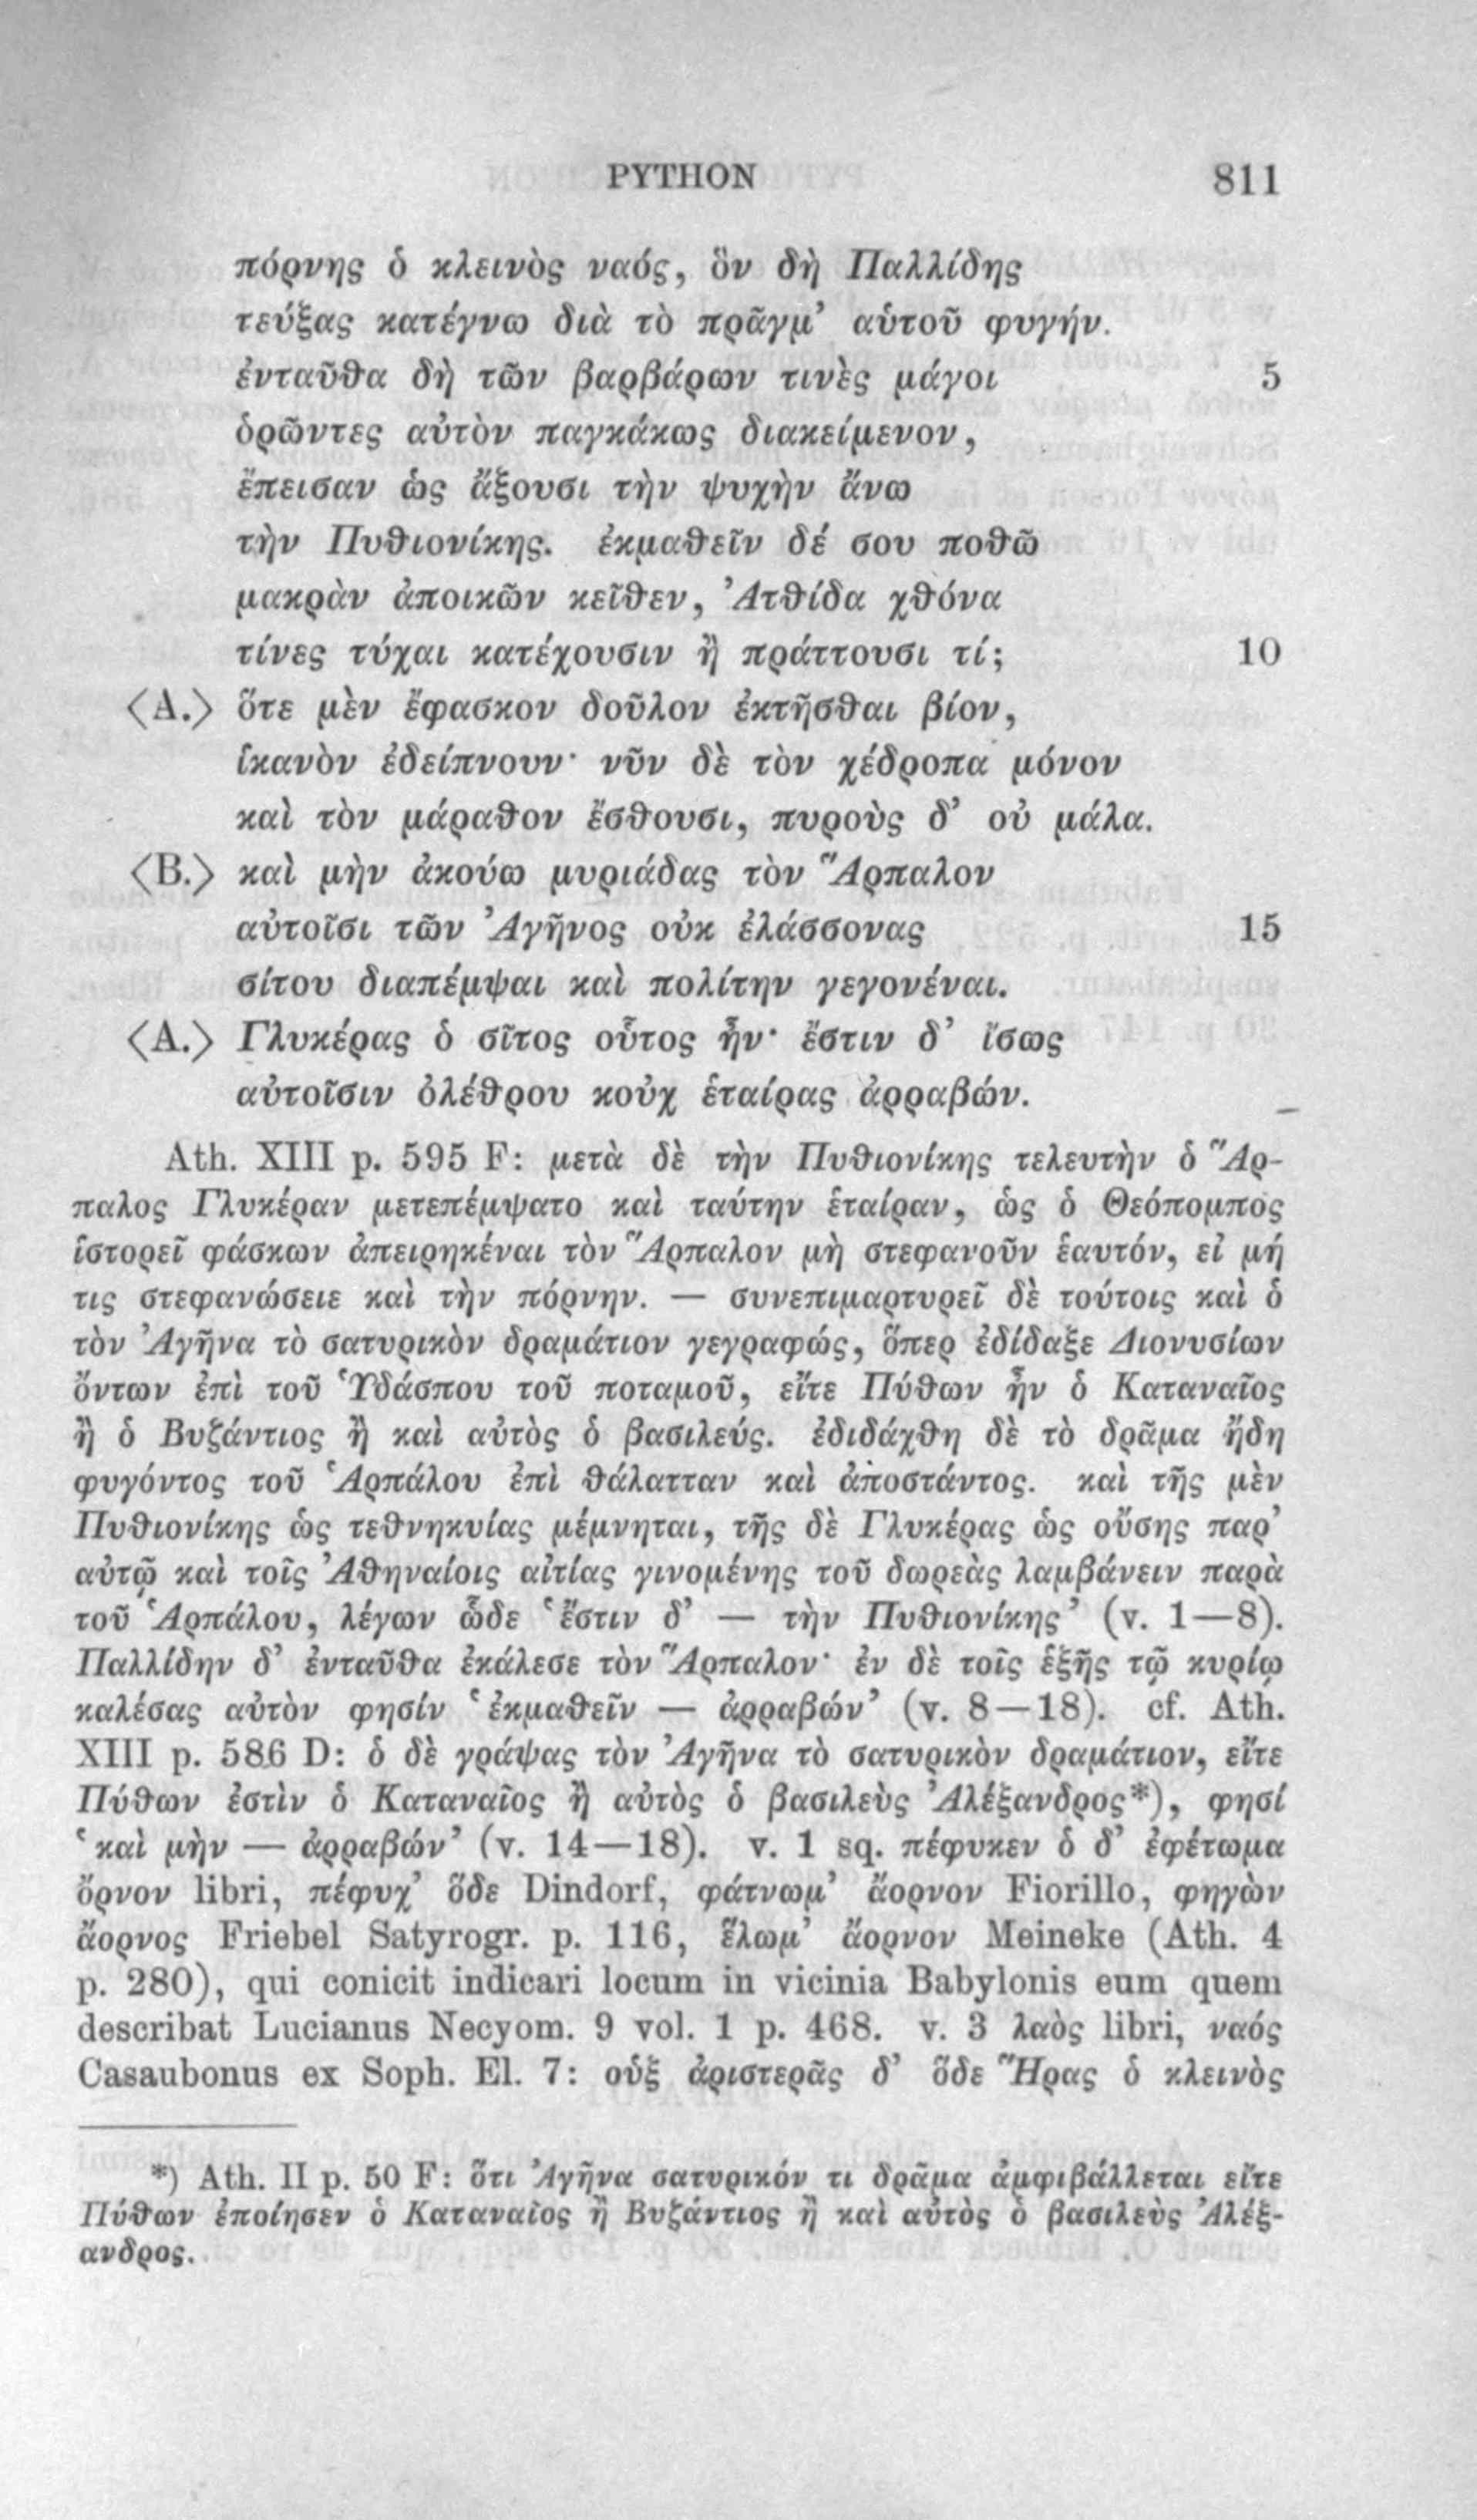 PYTHON 811
πόρνης ὁ κλεινὸς ναός, ὃν δὴ Παλλίδης
τεύξας κατέγνω διὰ τὸ πρᾶγμ’ αὑτοῦ φυγήν.
ἐνταῦθα δὴ τῶν βαρβάρων τινὲς μάγοι 5
ὁρῶντες αὐτὸν παγκάκως διακείμενον,
ἔπεισαν ὡς ἄξουσι τὴν ψυχὴν ἄνω
τὴν Πυθιονίκης. ἐκμαθεῖν δέ σου ποθῶ
μακρὰν ἀποικῶν κεῖθεν, Ἀτθίδα χθόνα
τίνες τύχαι κατέχουσιν ἢ πράττουσι τί; 10
⟨A.⟩ ὅτε μὲν ἔφασκον δοῦλον ἐκτῆσθαι βίον,
ἱκανὸν ἐδείπνουν· νῦν δὲ τὸν χέδροπα μόνον
καὶ τὸν μάραθον ἔσθουσι, πυροὺς δ’ οὐ μάλα.
⟨B.⟩ καὶ μὴν ἀκούω μυριάδας τὸν Ἅρπαλον
αὐτοῖσι τῶν Ἀγῆνος οὐκ ἐλάσσονας 15
σίτου διαπέμψαι καὶ πολίτην γεγονέναι.
⟨A.⟩ Γλυκέρας ὁ σῖτος οὗτος ἦν· ἔστιν δ’ ἴσως
αὐτοῖσιν ὀλέθρου κοὐχ ἑταίρας ἀρραβών.
Ath. XIII p. 595 F: μετὰ δὲ τὴν Πυθιονίκης τελευτὴν ὁ Ἅρ-
παλος Γλυκέραν μετεπέμψατο καὶ ταύτην ἑταίραν, ὡς ὁ Θεόπομπος
ἱστορεῖ φάσκων ἀπειρηκέναι τὸν Ἅρπαλον μὴ στεφανοῦν ἑαυτόν, εἰ μή
τις στεφανώσειε καὶ τὴν πόρνην. — συνεπιμαρτυρεῖ δὲ τούτοις καὶ ὁ
τὸν Ἀγῆνα τὸ σατυρικὸν δραμάτιον γεγραφώς, ὅπερ ἐδίδαξε Διονυσίων
ὄντων ἐπὶ τοῦ Ὑδάσπου τοῦ ποταμοῦ, εἴτε Πύθων ἦν ὁ Καταναῖος
ἢ ὁ Βυζάντιος ἢ καὶ αὐτὸς ὁ βασιλεύς. ἐδιδάχθη δὲ τὸ δρᾶμα ἤδη
φυγόντος τοῦ Ἁρπάλου ἐπὶ θάλατταν καὶ ἀποστάντος. καὶ τῆς μὲν
Πυθιονίκης ὡς τεθνηκυίας μέμνηται, τῆς δὲ Γλυκέρας ὡς οὔσης παρ’
αὐτῷ καὶ τοῖς Ἀθηναίοις αἰτίας γινομένης τοῦ δωρεὰς λαμβάνειν παρὰ
τοῦ Ἁρπάλου, λέγων ὧδε ‘ἔστιν δ’ — τὴν Πυθιονίκης’ (v. 1—8).
Παλλίδην δ’ ἐνταῦθα ἐκάλεσε τὸν Ἅρπαλον· ἐν δὲ τοῖς ἑξῆς τῷ κυρίῳ
καλέσας αὐτὸν φησίν ‘ἐκμαθεῖν — ἀρραβών’ (v. 8—18). cf. Ath.
XIII p. 586 D: ὁ δὲ γράψας τὸν Ἀγῆνα τὸ σατυρικὸν δραμάτιον, εἴτε
Πύθων ἐστὶν ὁ Καταναῖος ἢ αὐτὸς ὁ βασιλεὺς Ἀλέξανδρος*), φησί
‘καὶ μὴν — ἀρραβών’ (v. 14—18). v. 1 sq. πέφυκεν ὁ δ’ ἐφέτωμα
ὄρνον libri, πέφυχ’ ὅδε Dindorf, φάτνωμ’ ἄορνον Fiorillo, φηγὼν
ἄορνος Friebel Satyrogr. p. 116, ἕλωμ’ ἄορνον Meineke (Ath. 4
p. 280), qui conicit indicari locum in vicinia Babylonis eum quem
describat Lucianus Necyom. 9 vol. 1 p. 468. v. 3 λαὸς libri, ναός
Casaubonus ex Soph. El. 7: οὑξ ἀριστερᾶς δ’ ὅδε Ἥρας ὁ κλεινὸς
*) Ath. II p. 50 F: ὅτι Ἀγῆνα σατυρικόν τι δρᾶμα ἀμφιβάλλεται εἴτε
Πύθων ἐποίησεν ὁ Καταναῖος ἢ Βυζάντιος ἢ καὶ αὐτὸς ὁ βασιλεὺς Ἀλέξ-
ανδρος.